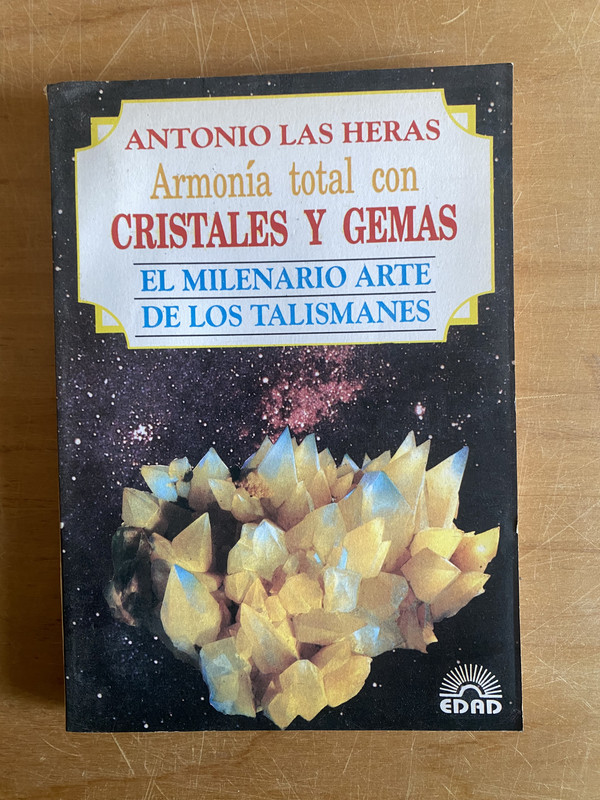 ANTONIO LAS HERAS
Armonía total con
CRISTALES Y GEMAS
EL MILENARIO ARTE
DE LOS TALISMANES
EDAD